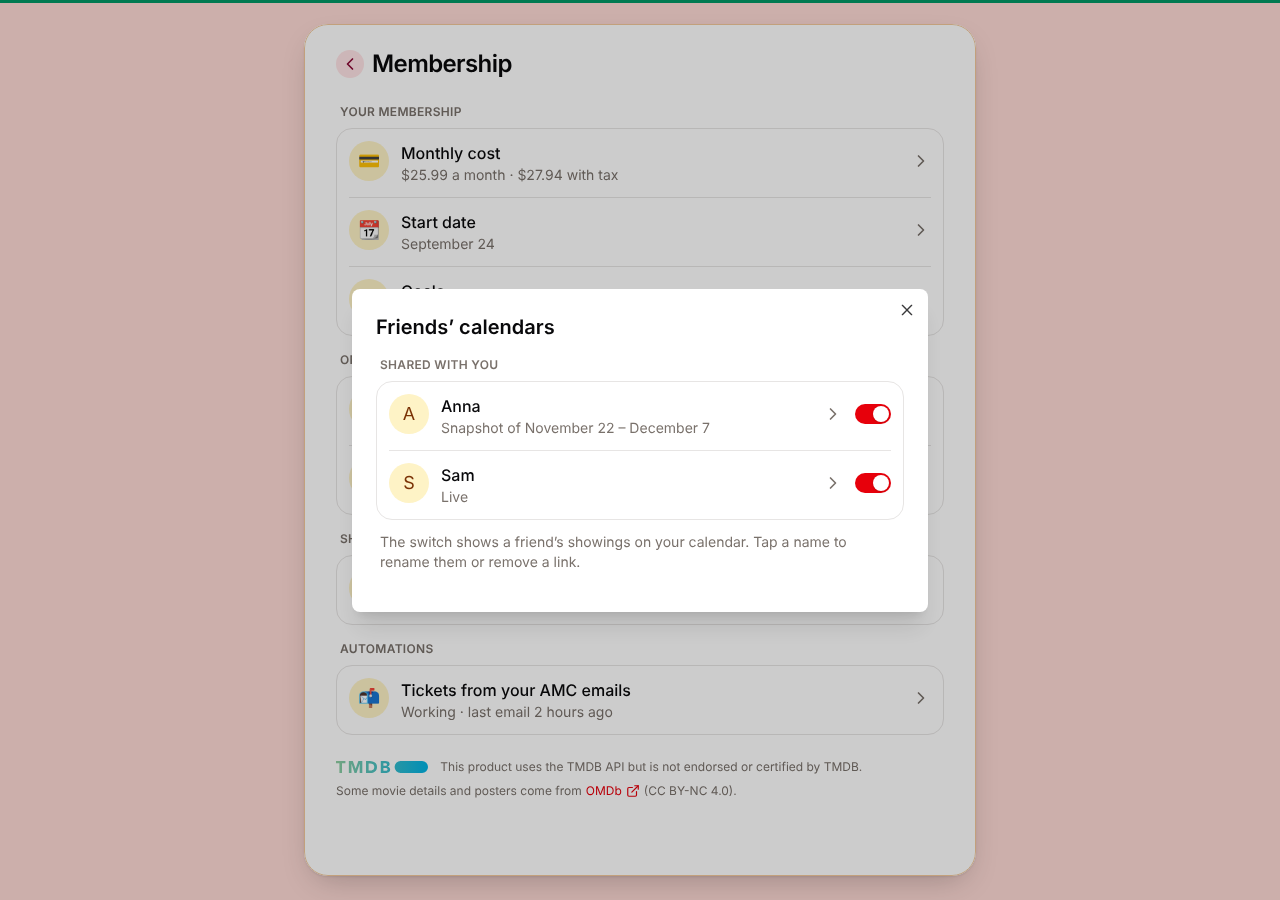 Membership
YOUR MEMBERSHIP
Monthly cost
$25.99 a month · $27.94 with tax
July
17
Start date
September 24
Friends’ calendars
SHARED WITH YOU
A
Anna
Snapshot of November 22 – December 7
S
Sam
Live
The switch shows a friend’s showings on your calendar. Tap a name to
rename them or remove a link.
AUTOMATIONS
Tickets from your AMC emails
Working · last email 2 hours ago
TMDB This product uses the TMDB API but is not endorsed or certified by TMDB.
Some movie details and posters come from OMDb (CC BY-NC 4.0).